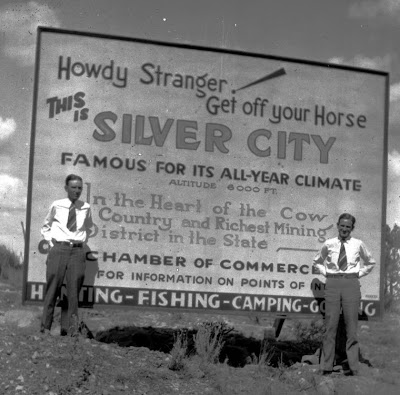 Howdy Stranger
Get off your Horse
THIS
IS
SILVER CITY
FAMOUS FOR ITS ALL-YEAR CLIMATE
ALTITUDE 6000 FT.
In the Heart of the Cow
Country and Richest Mining
District in the State
CHAMBER OF COMMERCE
FOR INFORMATION ON POINTS OF
-FISHING-CAMPING-